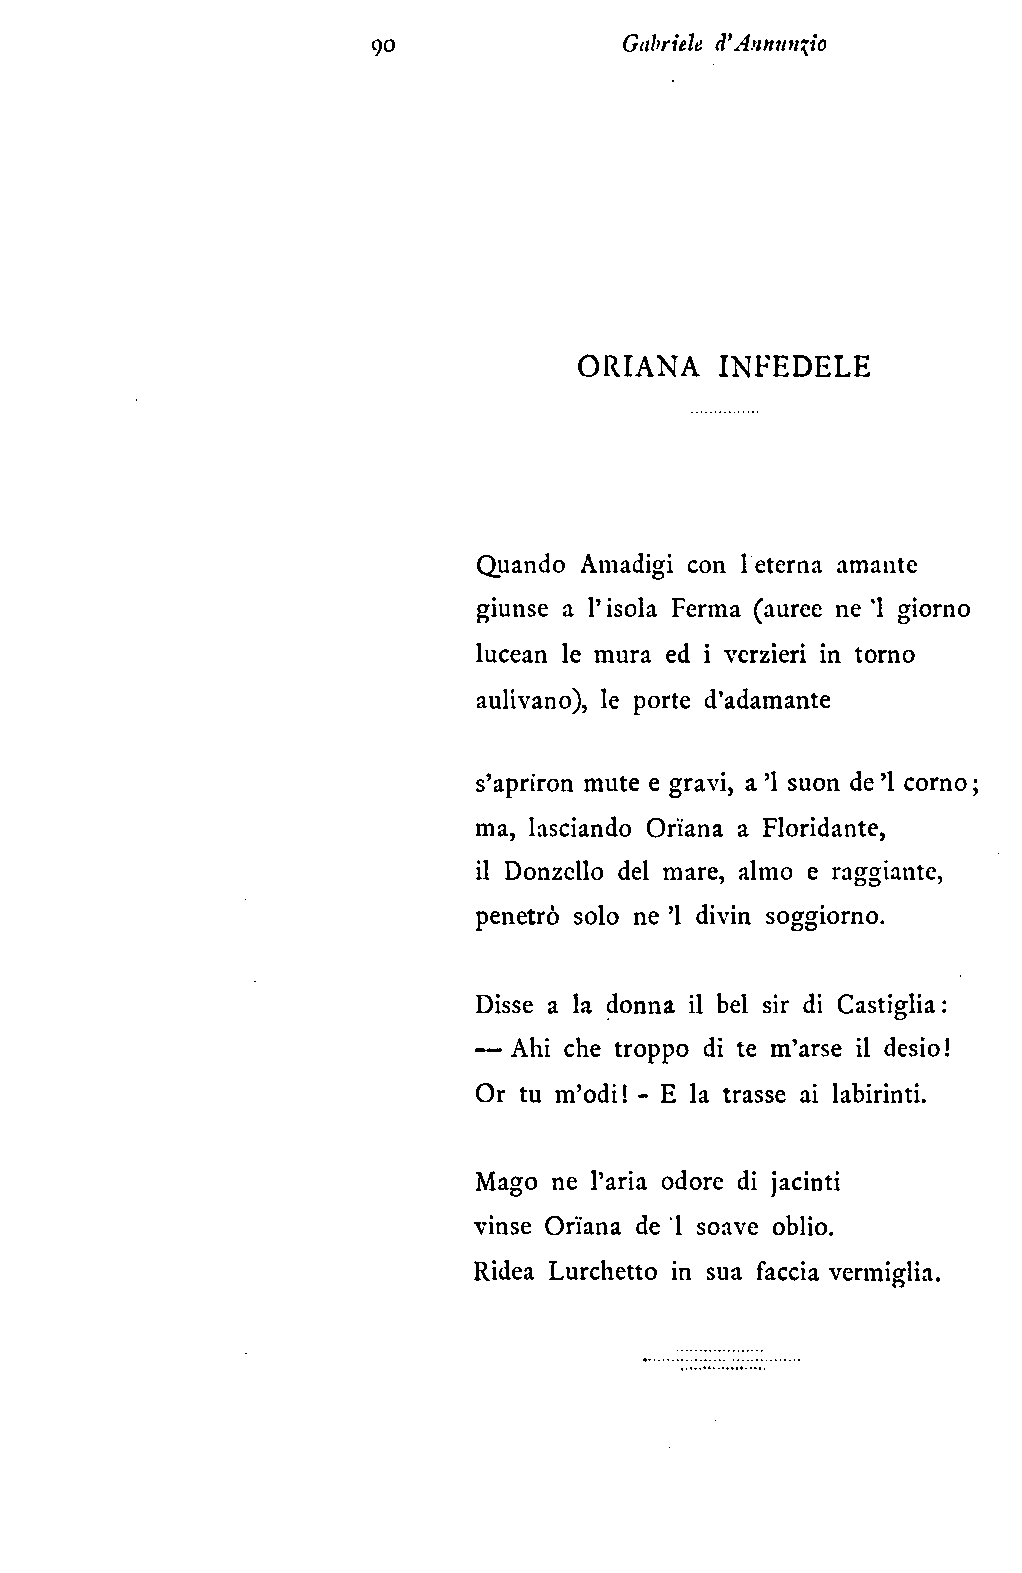 90 Gabriele d'Annunzio
ORIANA INFEDELE
Quando Amadigi con l'eterna amante
giunse a l'isola Ferma (auree ne 'l giorno
lucean le mura ed i verzieri in torno
aulivano), le porte d'adamante
s'apriron mute e gravi, a 'l suon de 'l corno;
ma, lasciando Orïana a Floridante,
il Donzello del mare, almo e raggiante,
penetrò solo ne 'l divin soggiorno.
Disse a la donna il bel sir di Castiglia:
— Ahi che troppo di te m'arse il desio!
Or tu m'odi! - E la trasse ai labirinti.
Mago ne l'aria odore di jacinti
vinse Orïana de 'l soave oblio.
Ridea Lurchetto in sua faccia vermiglia.